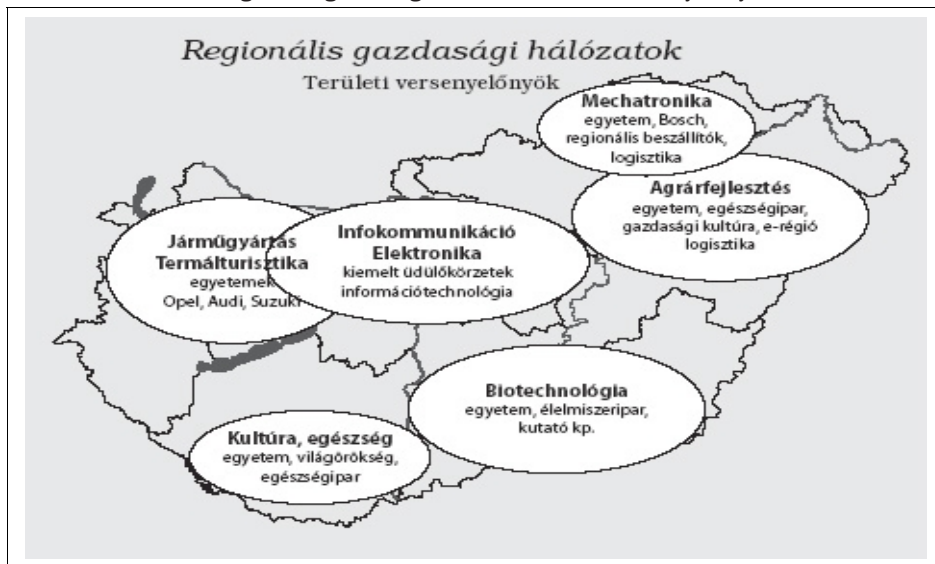 Regionális gazdasági hálózatok
Területi versenyelőnyök
Mechatronika
egyetem, Bosch,
regionális beszállítók,
logisztika
Agrárfejlesztés
egyetem, egészségipar,
gazdasági kultúra, e-régió
logisztika
Infokommunikáció
Elektronika
kiemelt üdülőkörzetek
információtechnológia
Járműgyártás
Termálturisztika
egyetemek
Opel, Audi, Suzuki
Biotechnológia
egyetem, élelmiszeripar,
kutató kp.
Kultúra, egészség
egyetem, világörökség,
egészségipar